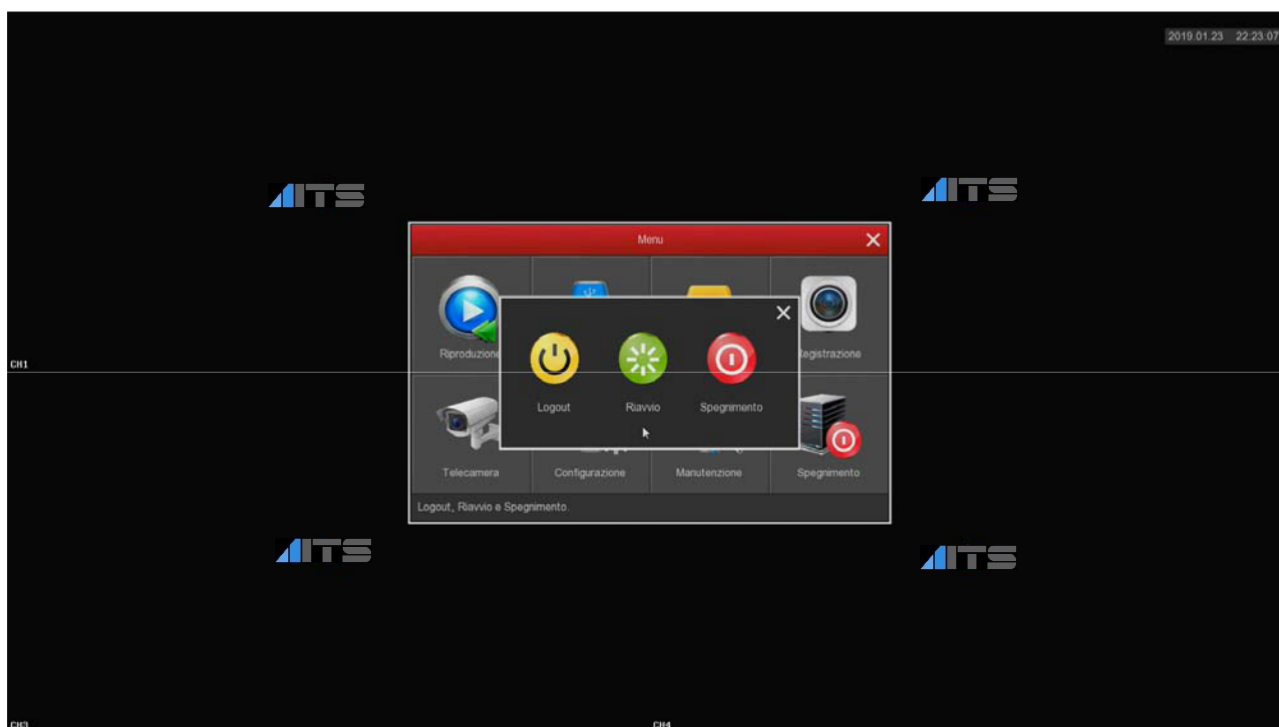 2019.01.23 22:23:07
ITS
ITS
Menu
Riproduzione
Registrazione
CH1
Logout Riavvio Spegnimento
Telecamera Configurazione Manutenzione Spegnimento
Logout, Riavvio e Spegnimento.
ITS
ITS
CH3 CH4